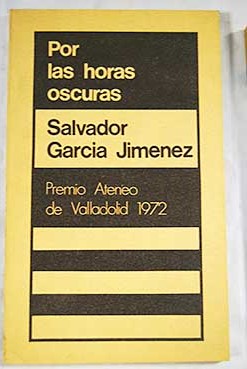 Por
las horas
oscuras
Salvador
Garcia Jimenez
Premio Ateneo
de Valladolid 1972